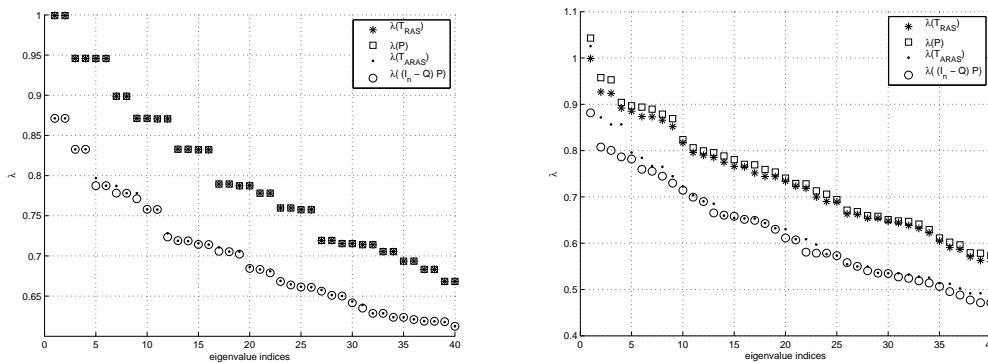 1
0.95
0.9
0.85
0.8
0.75
0.7
0.65
λ
0 5 10 15 20 25 30 35 40
eigenvalue indices
λ(T_RAS)
λ(P)
λ(T_ARAS)
λ( (I_n − Q) P)
1.1
1
0.9
0.8
0.7
0.6
0.5
0.4
λ
0 5 10 15 20 25 30 35 40
eigenvalue indices
λ(T_RAS)
λ(P)
λ(T_ARAS)
λ( (I_n − Q) P)